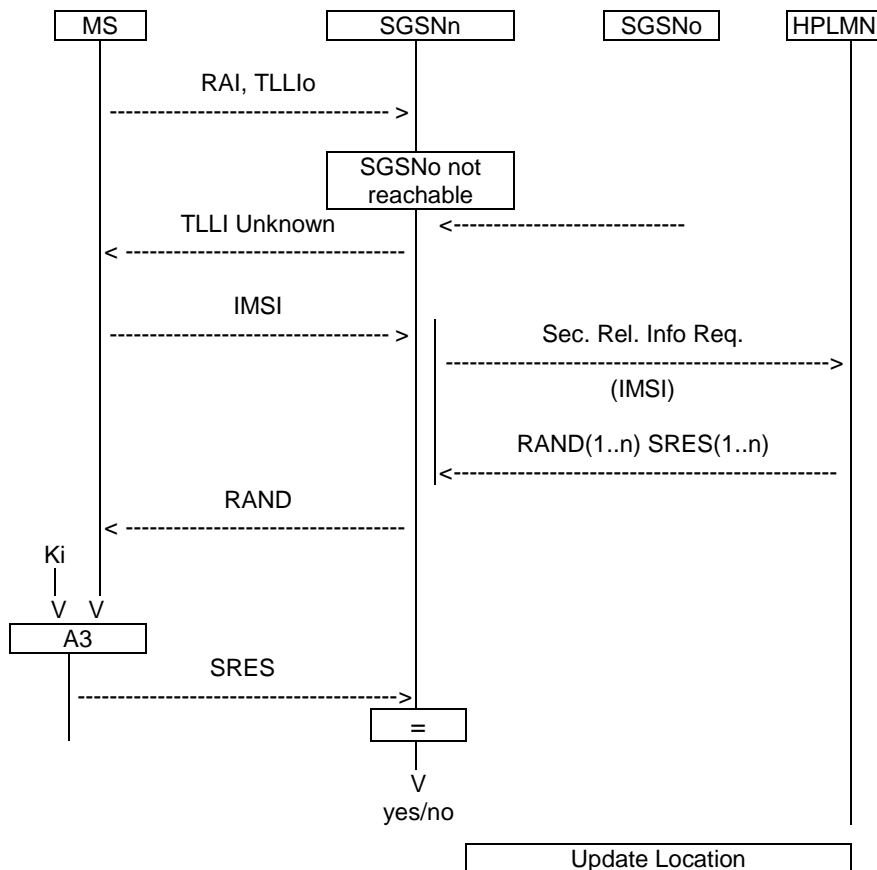 MS SGSNn SGSNo HPLMN
RAI, TLLIo
------------------------------- >
SGSNo not
reachable
TLLI Unknown
<--------------------------
< -------------------------------
IMSI
------------------------------- >
Sec. Rel. Info Req.
-------------------------------------------->
(IMSI)
RAND(1..n) SRES(1..n)
<--------------------------------------------
RAND
< -------------------------------
Ki
V V
A3
SRES
------------------------------------>
=
V
yes/no
Update Location